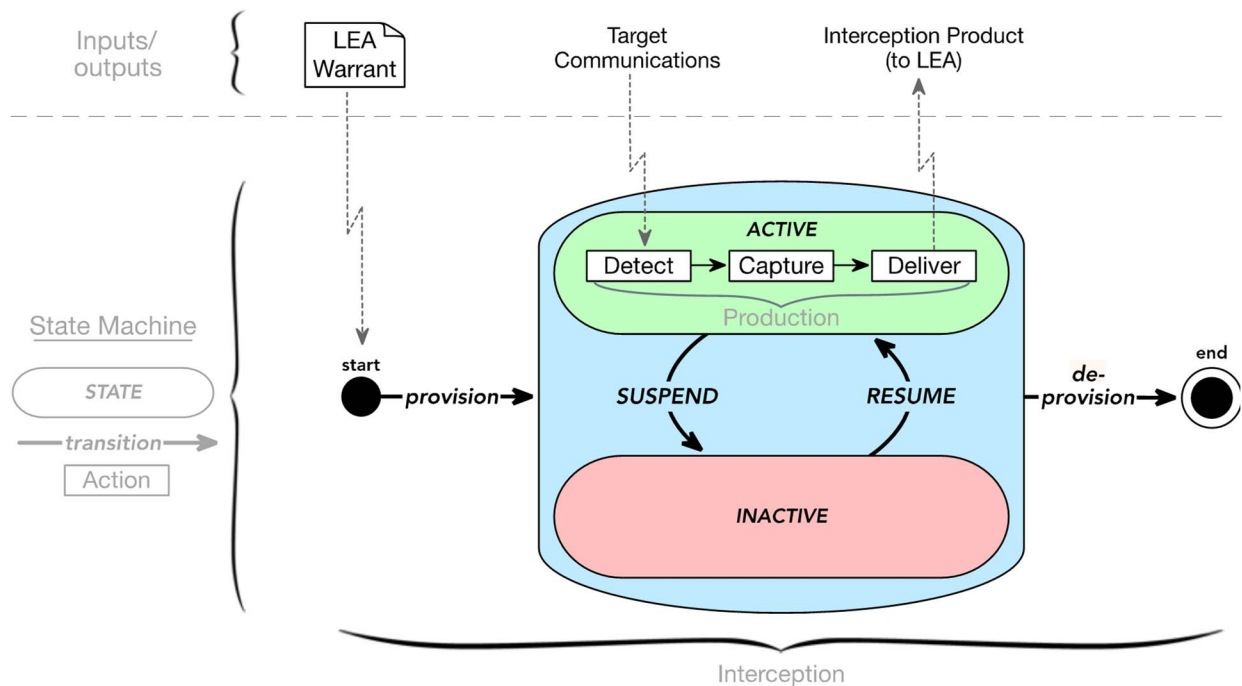 Inputs/
outputs
LEA
Warrant
Target
Communications
Interception Product
(to LEA)
ACTIVE
Detect
Capture
Deliver
Production
State Machine
STATE
transition
Action
start
provision
SUSPEND
RESUME
de-
provision
end
INACTIVE
Interception